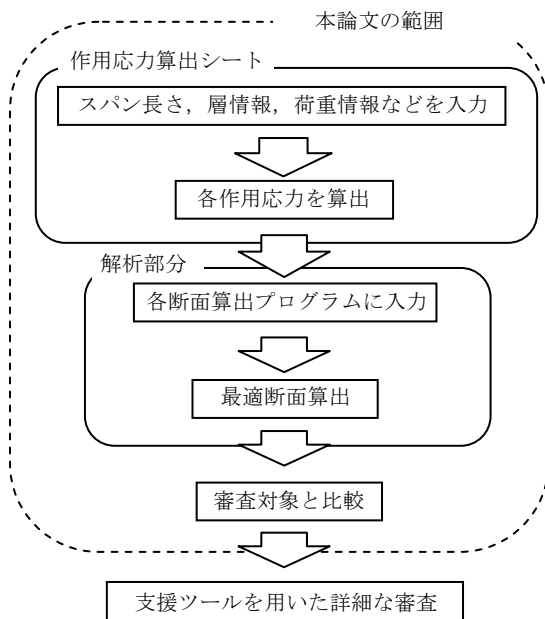 本論文の範囲
作用応力算出シート
スパン長さ，層情報，荷重情報などを入力
各作用応力を算出
解析部分
各断面算出プログラムに入力
最適断面算出
審査対象と比較
支援ツールを用いた詳細な審査